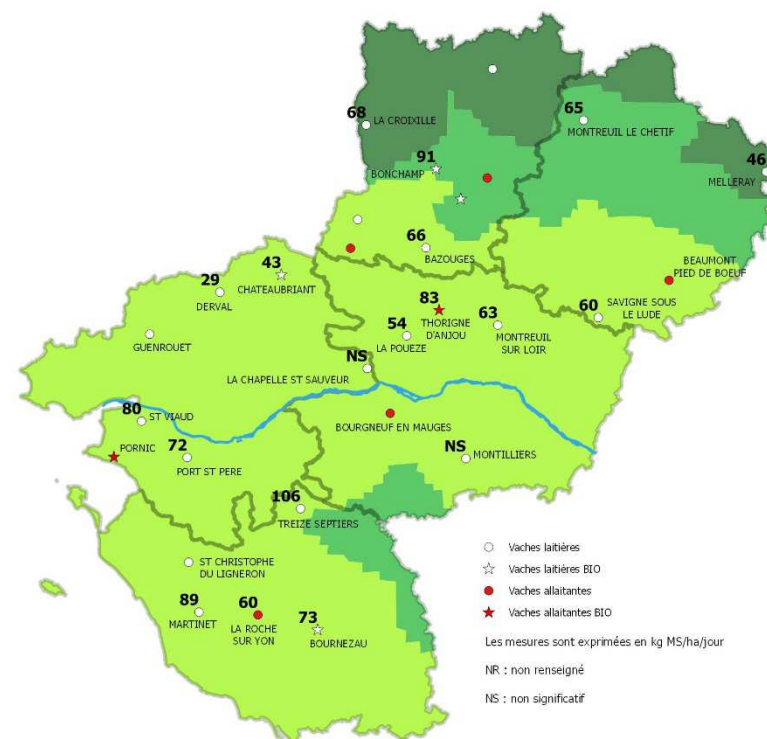 68
LA CROIXILLE
65
MONTREUIL LE CHETIF
91
BONCHAMP
46
MELLERAY
66
BAZOUGES
BEAUMONT
PIED DE BOEUF
43
CHATEAUBRIANT
29
DERVAL
83
THORIGNE
D'ANJOU
63
MONTREUIL
SUR LOIR
60
SAVIGNE SOUS
LE LUDE
54
LA POUEZE
GUENROUET
NS
LA CHAPELLE ST SAUVEUR
80
ST VIAUD
BOURGNEUF EN MAUGES
PORNIC
72
PORT ST PERE
NS
MONTILLIERS
106
TREIZE SEPTIERS
ST CHRISTOPHE
DU LIGNERON
89
MARTINET
60
LA ROCHE
SUR YON
73
BOURNEZAU
Vaches laitières
Vaches laitières BIO
Vaches allaitantes
Vaches allaitantes BIO
Les mesures sont exprimées en kg MS/ha/jour
NR : non renseigné
NS : non significatif